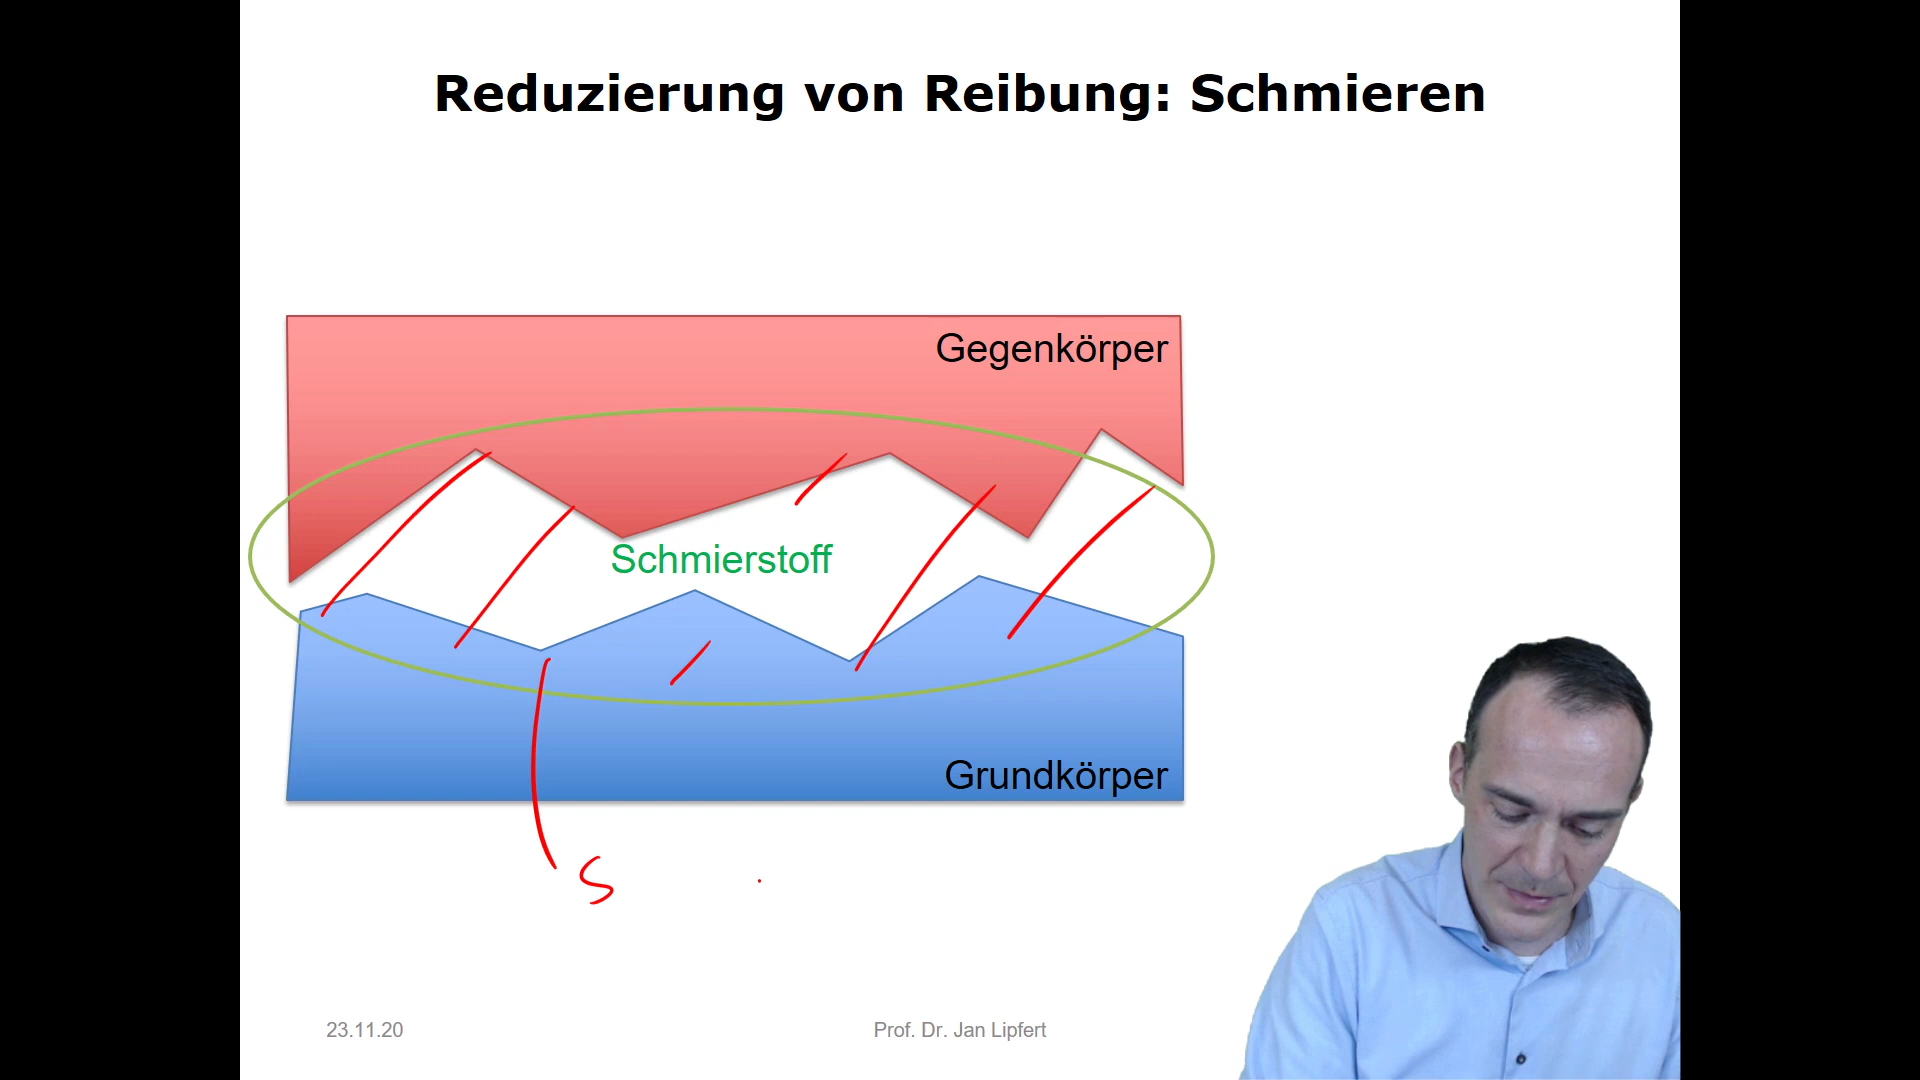 Reduzierung von Reibung: Schmieren
Gegenkörper
Schmierstoff
Grundkörper
S
23.11.20
Prof. Dr. Jan Lipfert